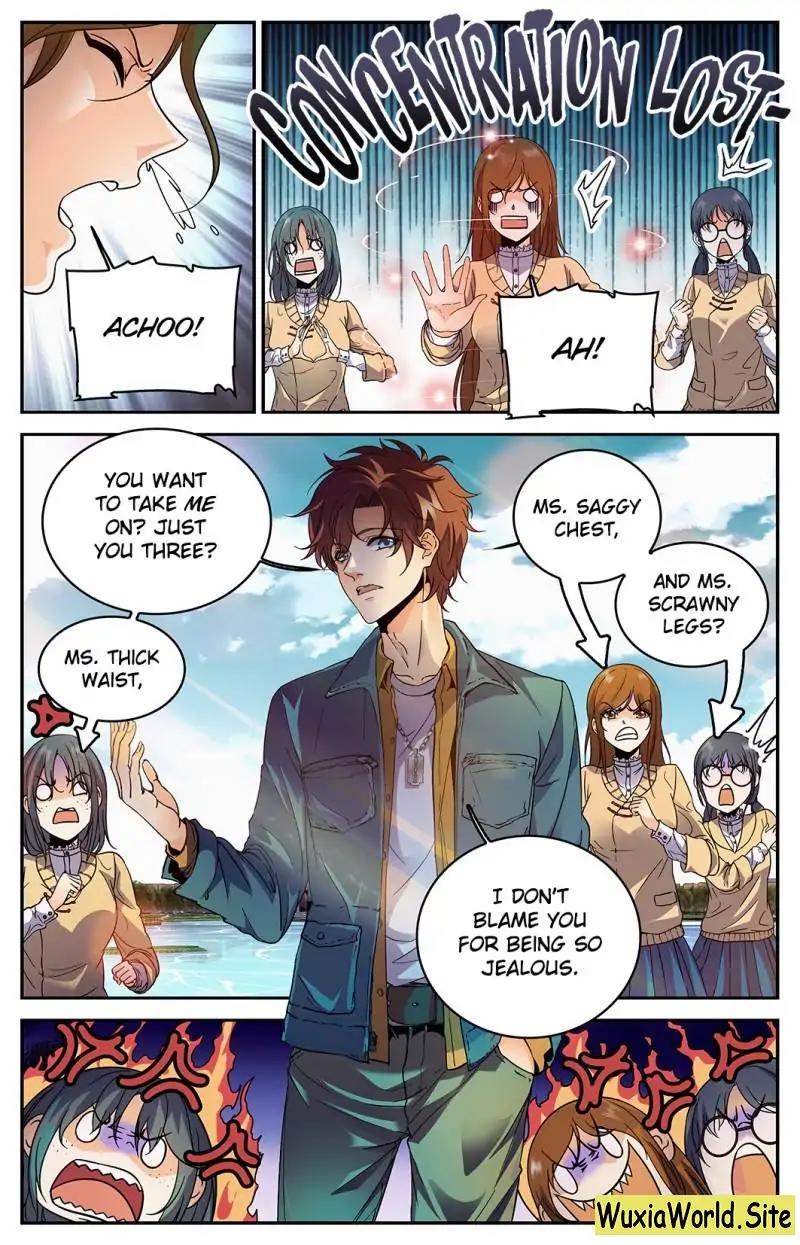 CONCENTRATION LOST-
ACHOO!
AH!
YOU WANT
TO TAKE ME
ON? JUST
YOU THREE?
MS. THICK
WAIST,
MS. SAGGY
CHEST,
AND MS.
SCRAWNY
LEGS?
I DON'T
BLAME YOU
FOR BEING SO
JEALOUS.
WuxiaWorld.Site